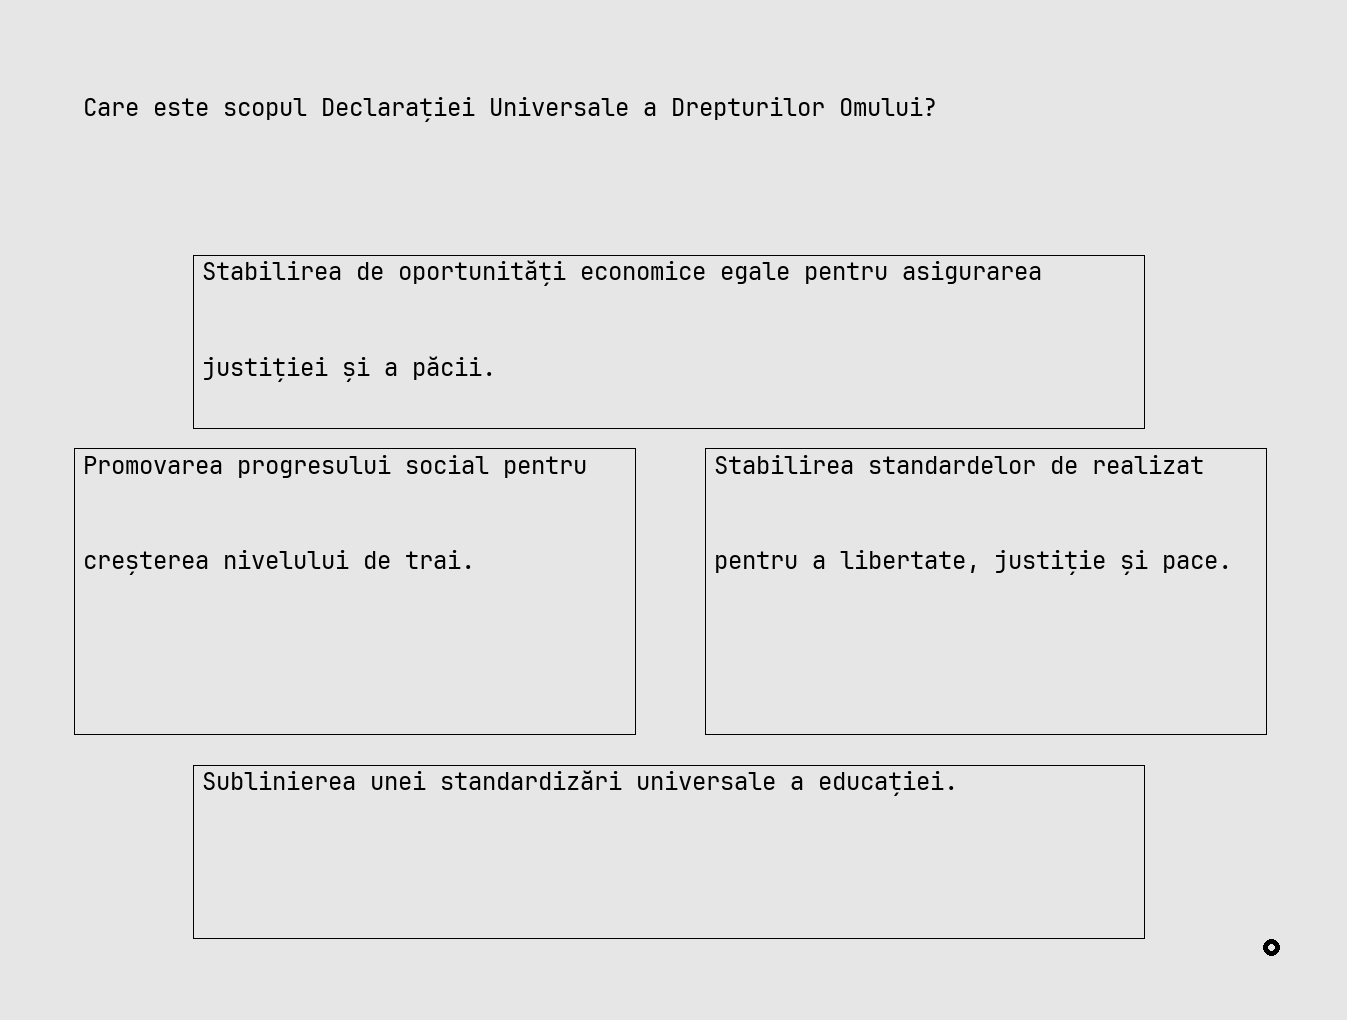 Care este scopul Declarației Universale a Drepturilor Omului?
Stabilirea de oportunități economice egale pentru asigurarea
justiției și a păcii.
Promovarea progresului social pentru
creșterea nivelului de trai.
Stabilirea standardelor de realizat
pentru a libertate, justiție și pace.
Sublinierea unei standardizări universale a educației.